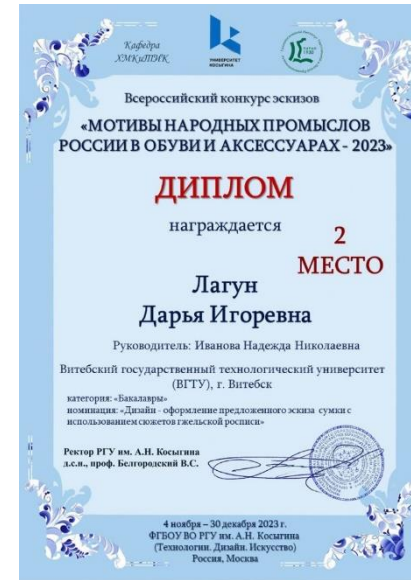 Кафедра
ХМКиТИК
УНИВЕРСИТЕТ
КОСЫГИНА
Всероссийский конкурс эскизов
«МОТИВЫ НАРОДНЫХ ПРОМЫСЛОВ
РОССИИ В ОБУВИ И АКСЕССУАРАХ - 2023»
ДИПЛОМ
награждается
2
МЕСТО
Лагун
Дарья Игоревна
Руководитель: Иванова Надежда Николаевна
Витебский государственный технологический университет
(ВГТУ), г. Витебск
категория: «Бакалавры»
номинация: «Дизайн - оформление предложенного эскиза сумки с
использованием сюжетов гжельской росписи»
Ректор РГУ им. А.Н. Косыгина
д.с.н., проф. Белгородский В.С.
4 ноября – 30 декабря 2023 г.
ФГБОУ ВО РГУ им. А.Н. Косыгина
(Технологии. Дизайн. Искусство)
Россия, Москва